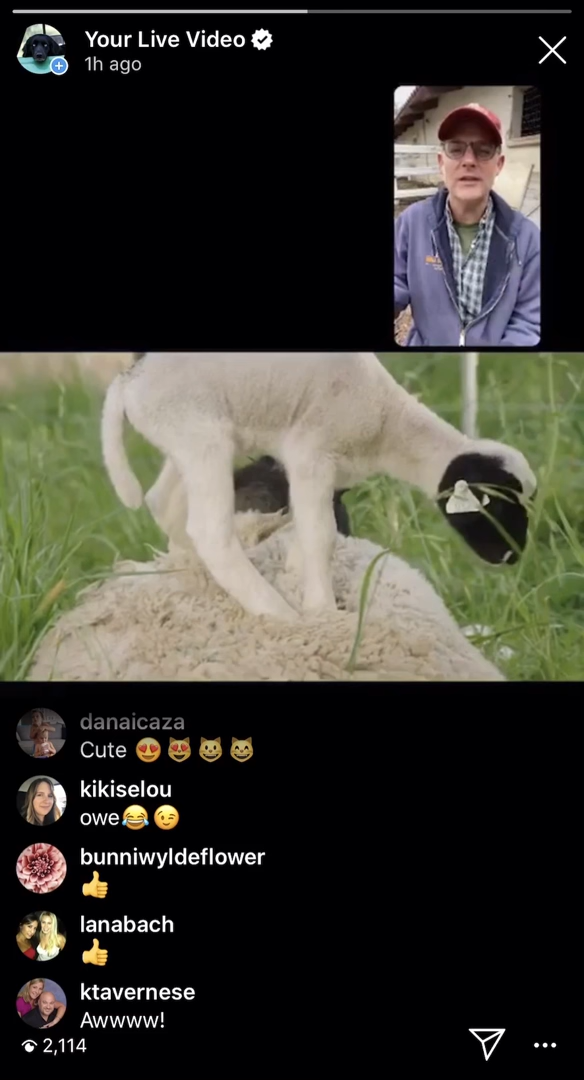 Your Live Video
1h ago
danaicaza
Cute 😍😻😺😸
kikiselou
owe😂😉
bunniwyldeflower
👍
lanabach
👍
ktavernese
Awwww!
2,114